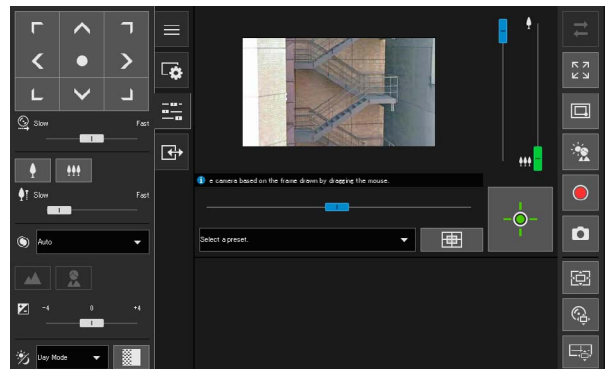 Slow Fast
Slow Fast
Auto
-4 0 +4
Day Mode
e camera based on the frame drawn by dragging the mouse.
Select a preset.